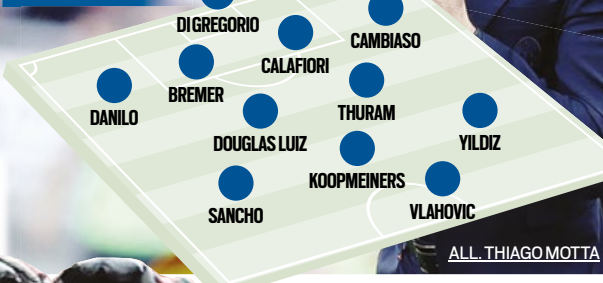 DI GREGORIO
CAMBIASO
CALAFIORI
BREMER
DANILO
THURAM
DOUGLAS LUIZ
YILDIZ
KOOPMEINERS
SANCHO
VLAHOVIC
ALL. THIAGO MOTTA